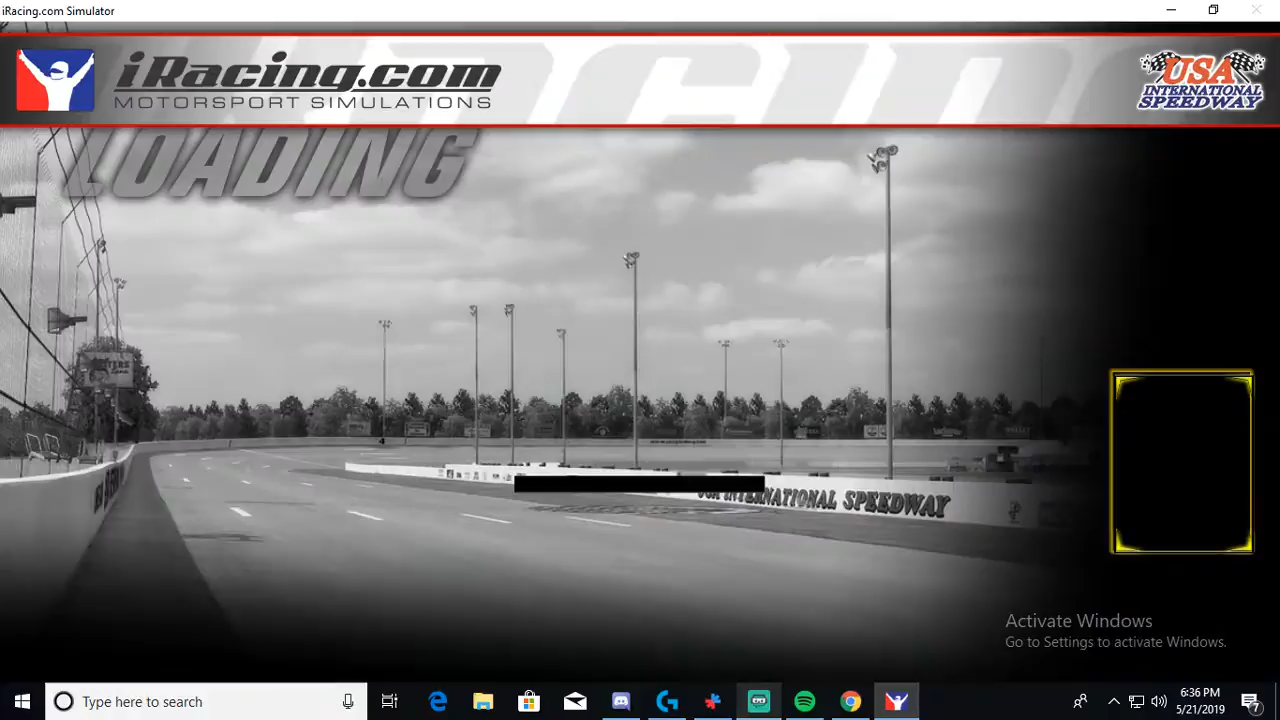 iRacing.com Simulator
iRacing.com
MOTORSPORT SIMULATIONS
USA
INTERNATIONAL
SPEEDWAY
LOADING
INTERNATIONAL SPEEDWAY
Activate Windows
Go to Settings to activate Windows.
Type here to search
6:36 PM
5/21/2019
7